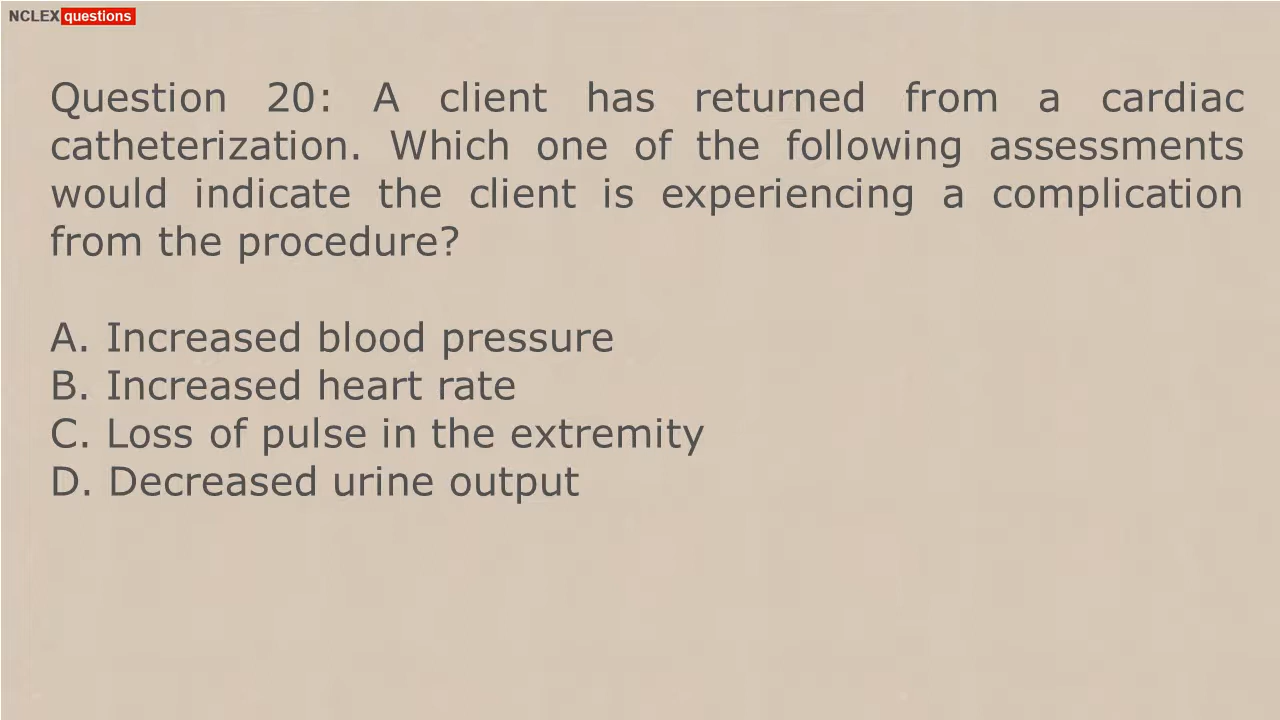 NCLEX questions
Question 20: A client has returned from a cardiac
catheterization. Which one of the following assessments
would indicate the client is experiencing a complication
from the procedure?
A. Increased blood pressure
B. Increased heart rate
C. Loss of pulse in the extremity
D. Decreased urine output